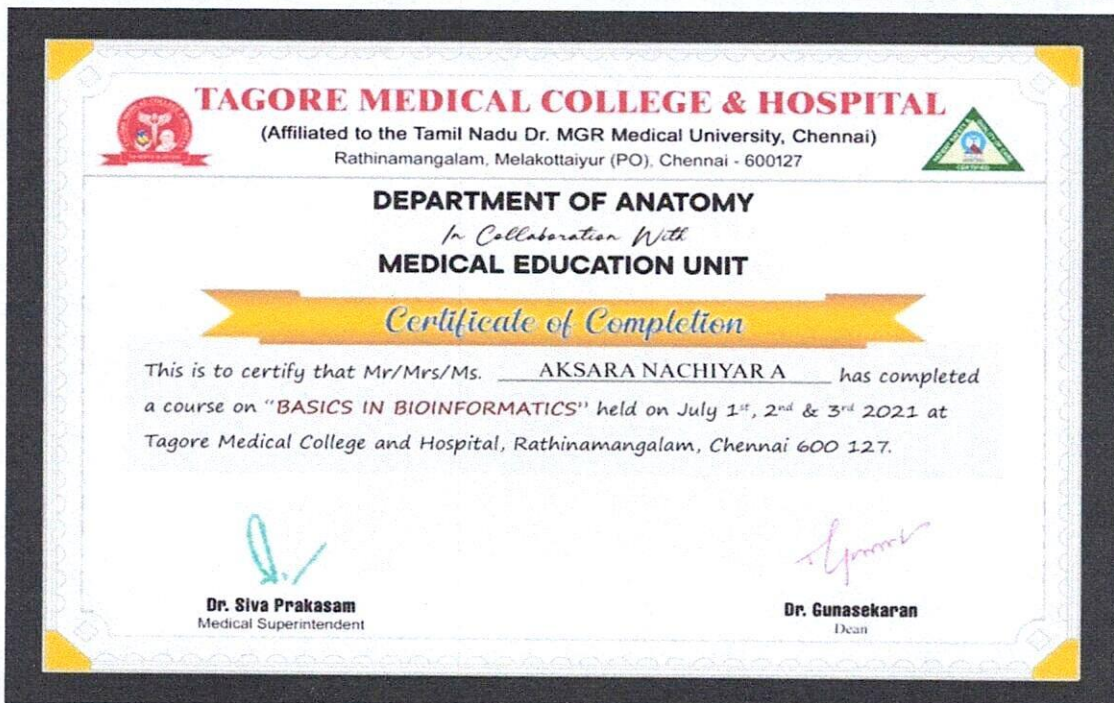 TAGORE MEDICAL COLLEGE & HOSPITAL
(Affiliated to the Tamil Nadu Dr. MGR Medical University, Chennai)
Rathinamangalam, Melakottaiyur (PO), Chennai - 600127
DEPARTMENT OF ANATOMY
In Collaboration With
MEDICAL EDUCATION UNIT
Certificate of Completion
This is to certify that Mr/Mrs/Ms. AKSARA NACHIYAR A has completed
a course on "BASICS IN BIOINFORMATICS" held on July 1st, 2nd & 3rd 2021 at
Tagore Medical College and Hospital, Rathinamangalam, Chennai 600 127.
Dr. Siva Prakasam
Medical Superintendent
Dr. Gunasekaran
Dean